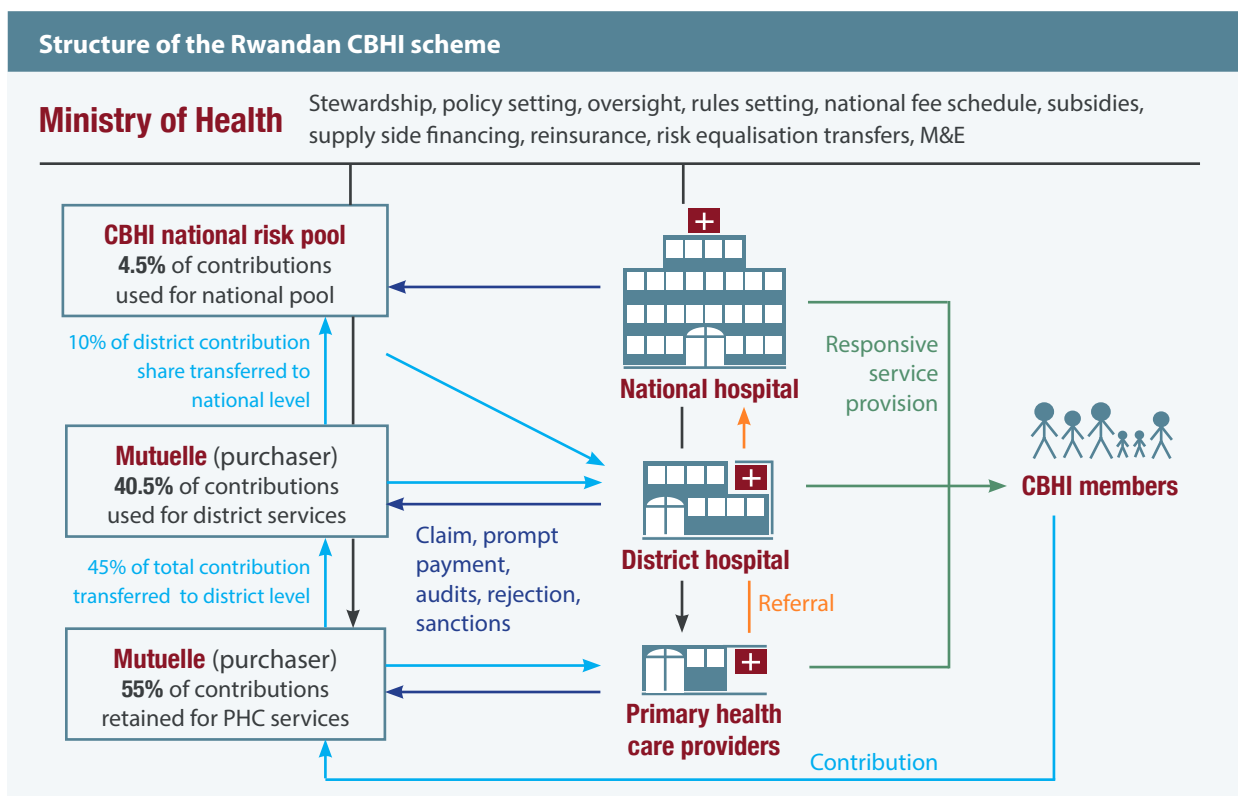 Structure of the Rwandan CBHI scheme
Ministry of Health
Stewardship, policy setting, oversight, rules setting, national fee schedule, subsidies,
supply side financing, reinsurance, risk equalisation transfers, M&E
CBHI national risk pool
4.5% of contributions
used for national pool
10% of district contribution
share transferred to
national level
Mutuelle (purchaser)
40.5% of contributions
used for district services
45% of total contribution
transferred to district level
Mutuelle (purchaser)
55% of contributions
retained for PHC services
Claim, prompt
payment,
audits, rejection,
sanctions
National hospital
District hospital
Referral
Primary health
care providers
Responsive
service
provision
CBHI members
Contribution